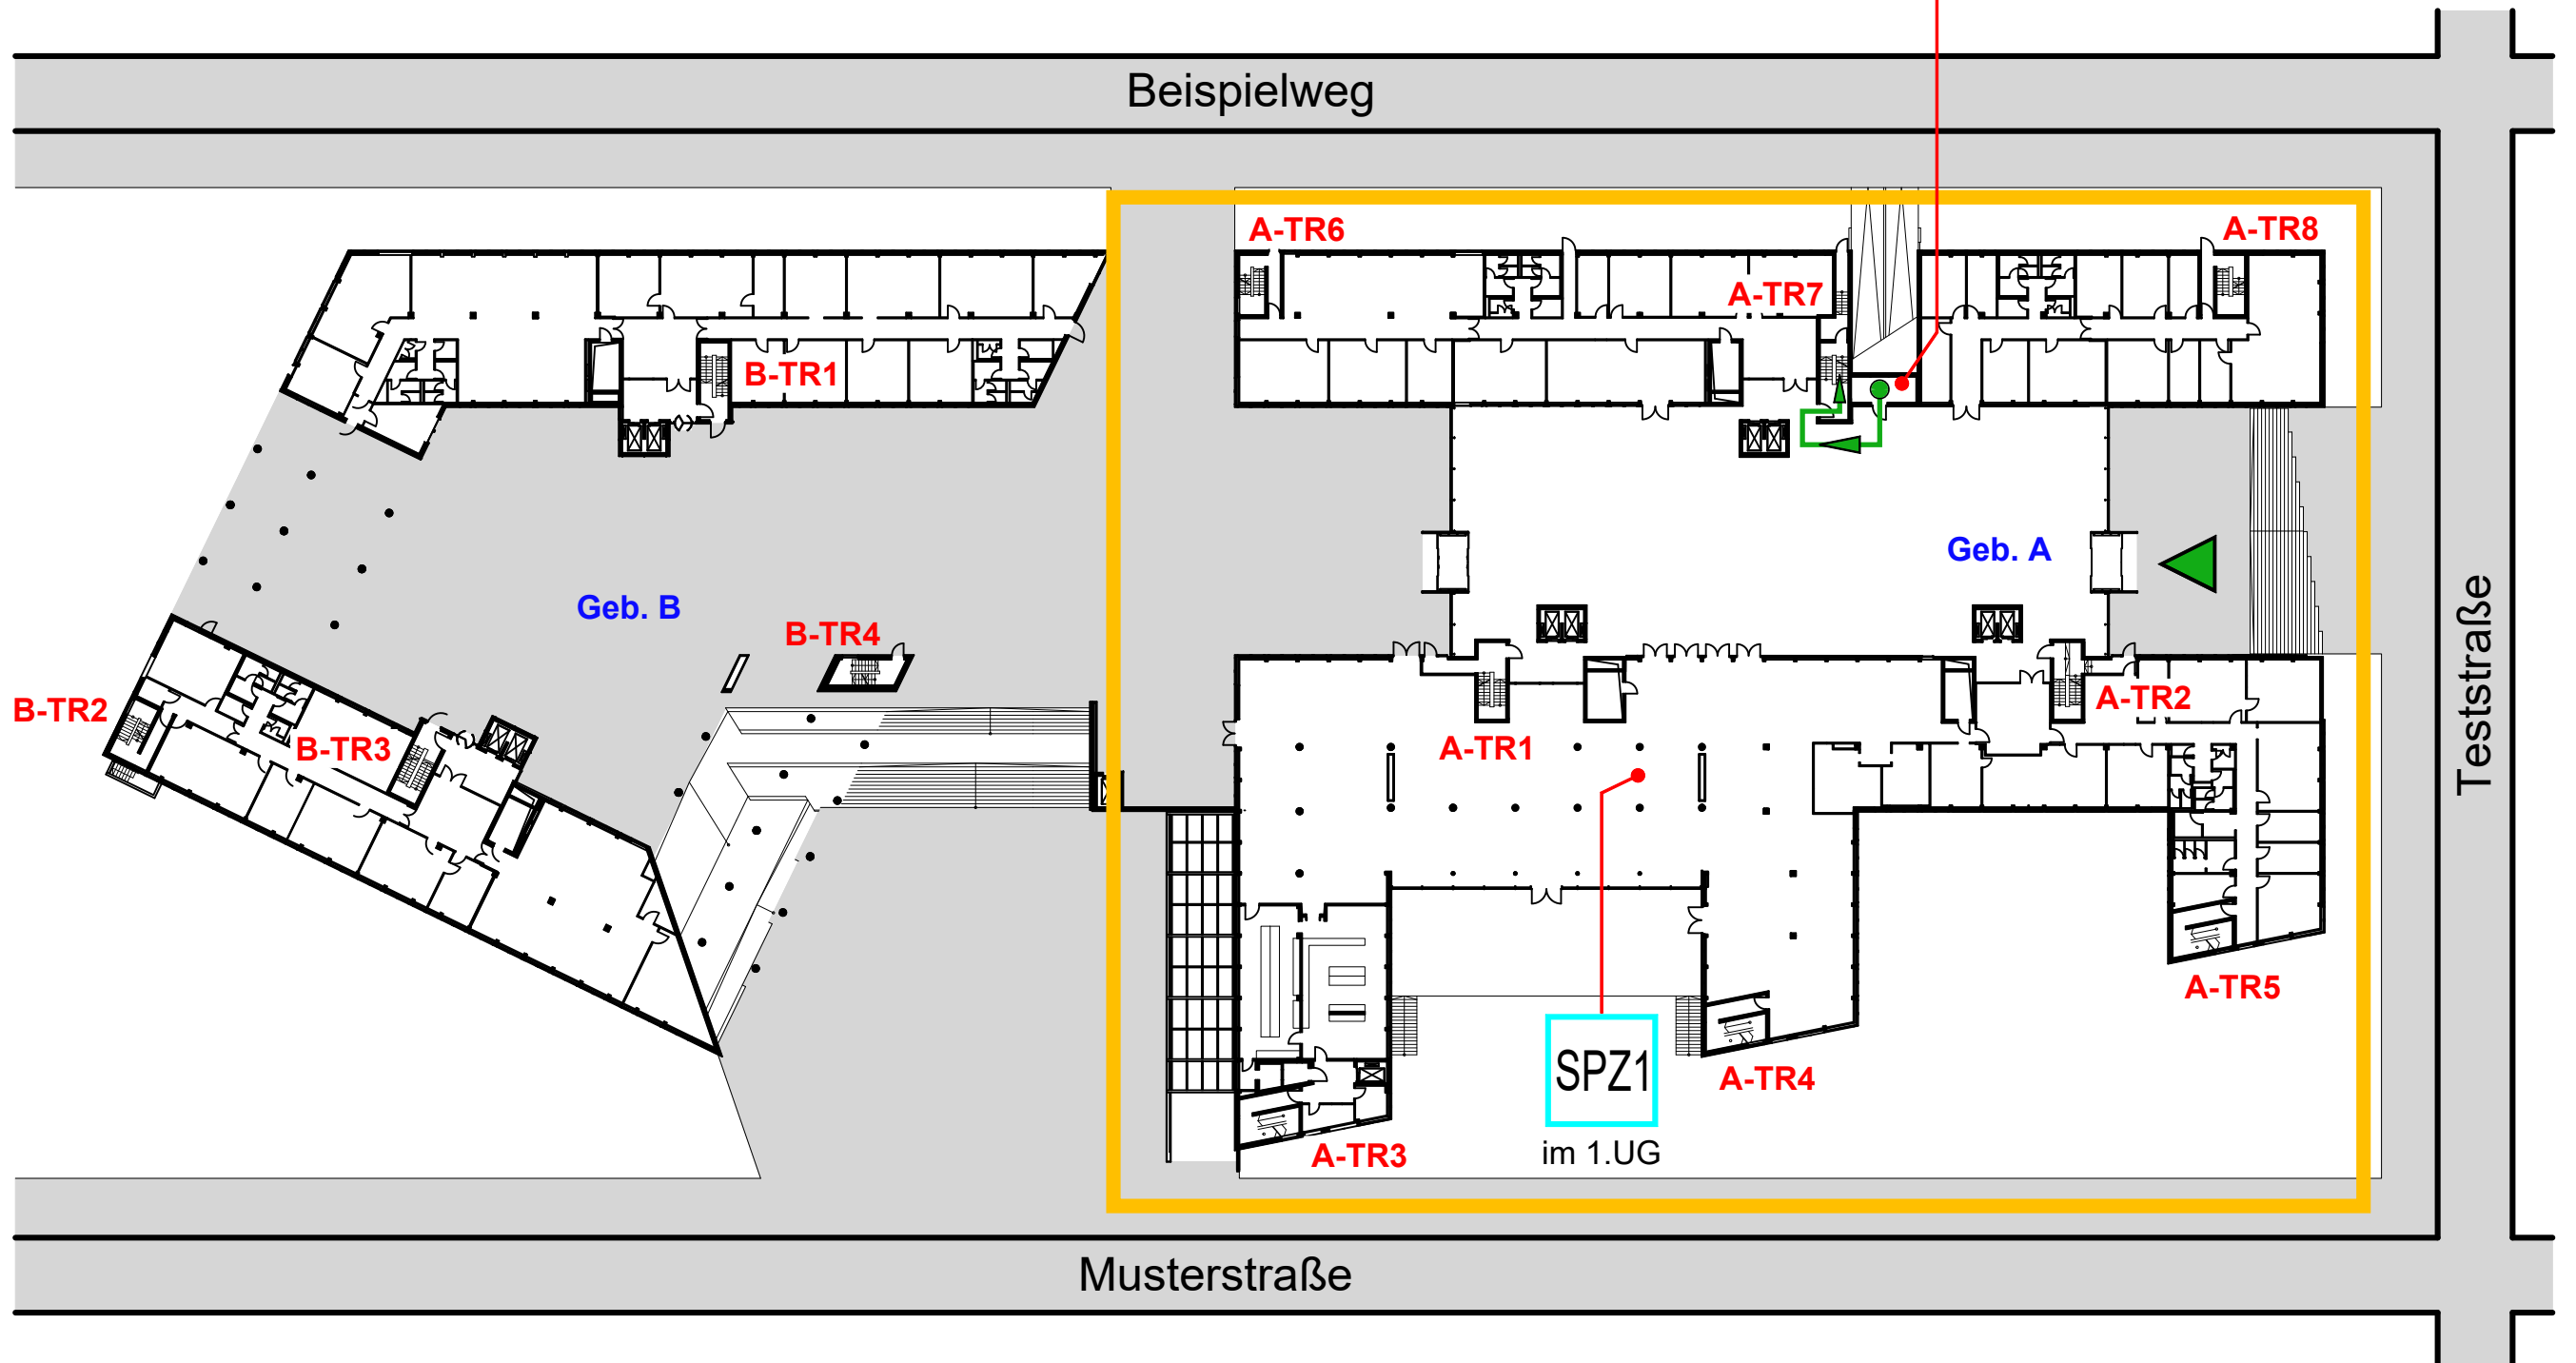 Beispielweg
A-TR6
A-TR8
A-TR7
B-TR1
Geb. A
Geb. B
B-TR4
Teststraße
B-TR2
B-TR3
A-TR1
A-TR2
A-TR5
SPZ1
A-TR4
im 1.UG
A-TR3
Musterstraße